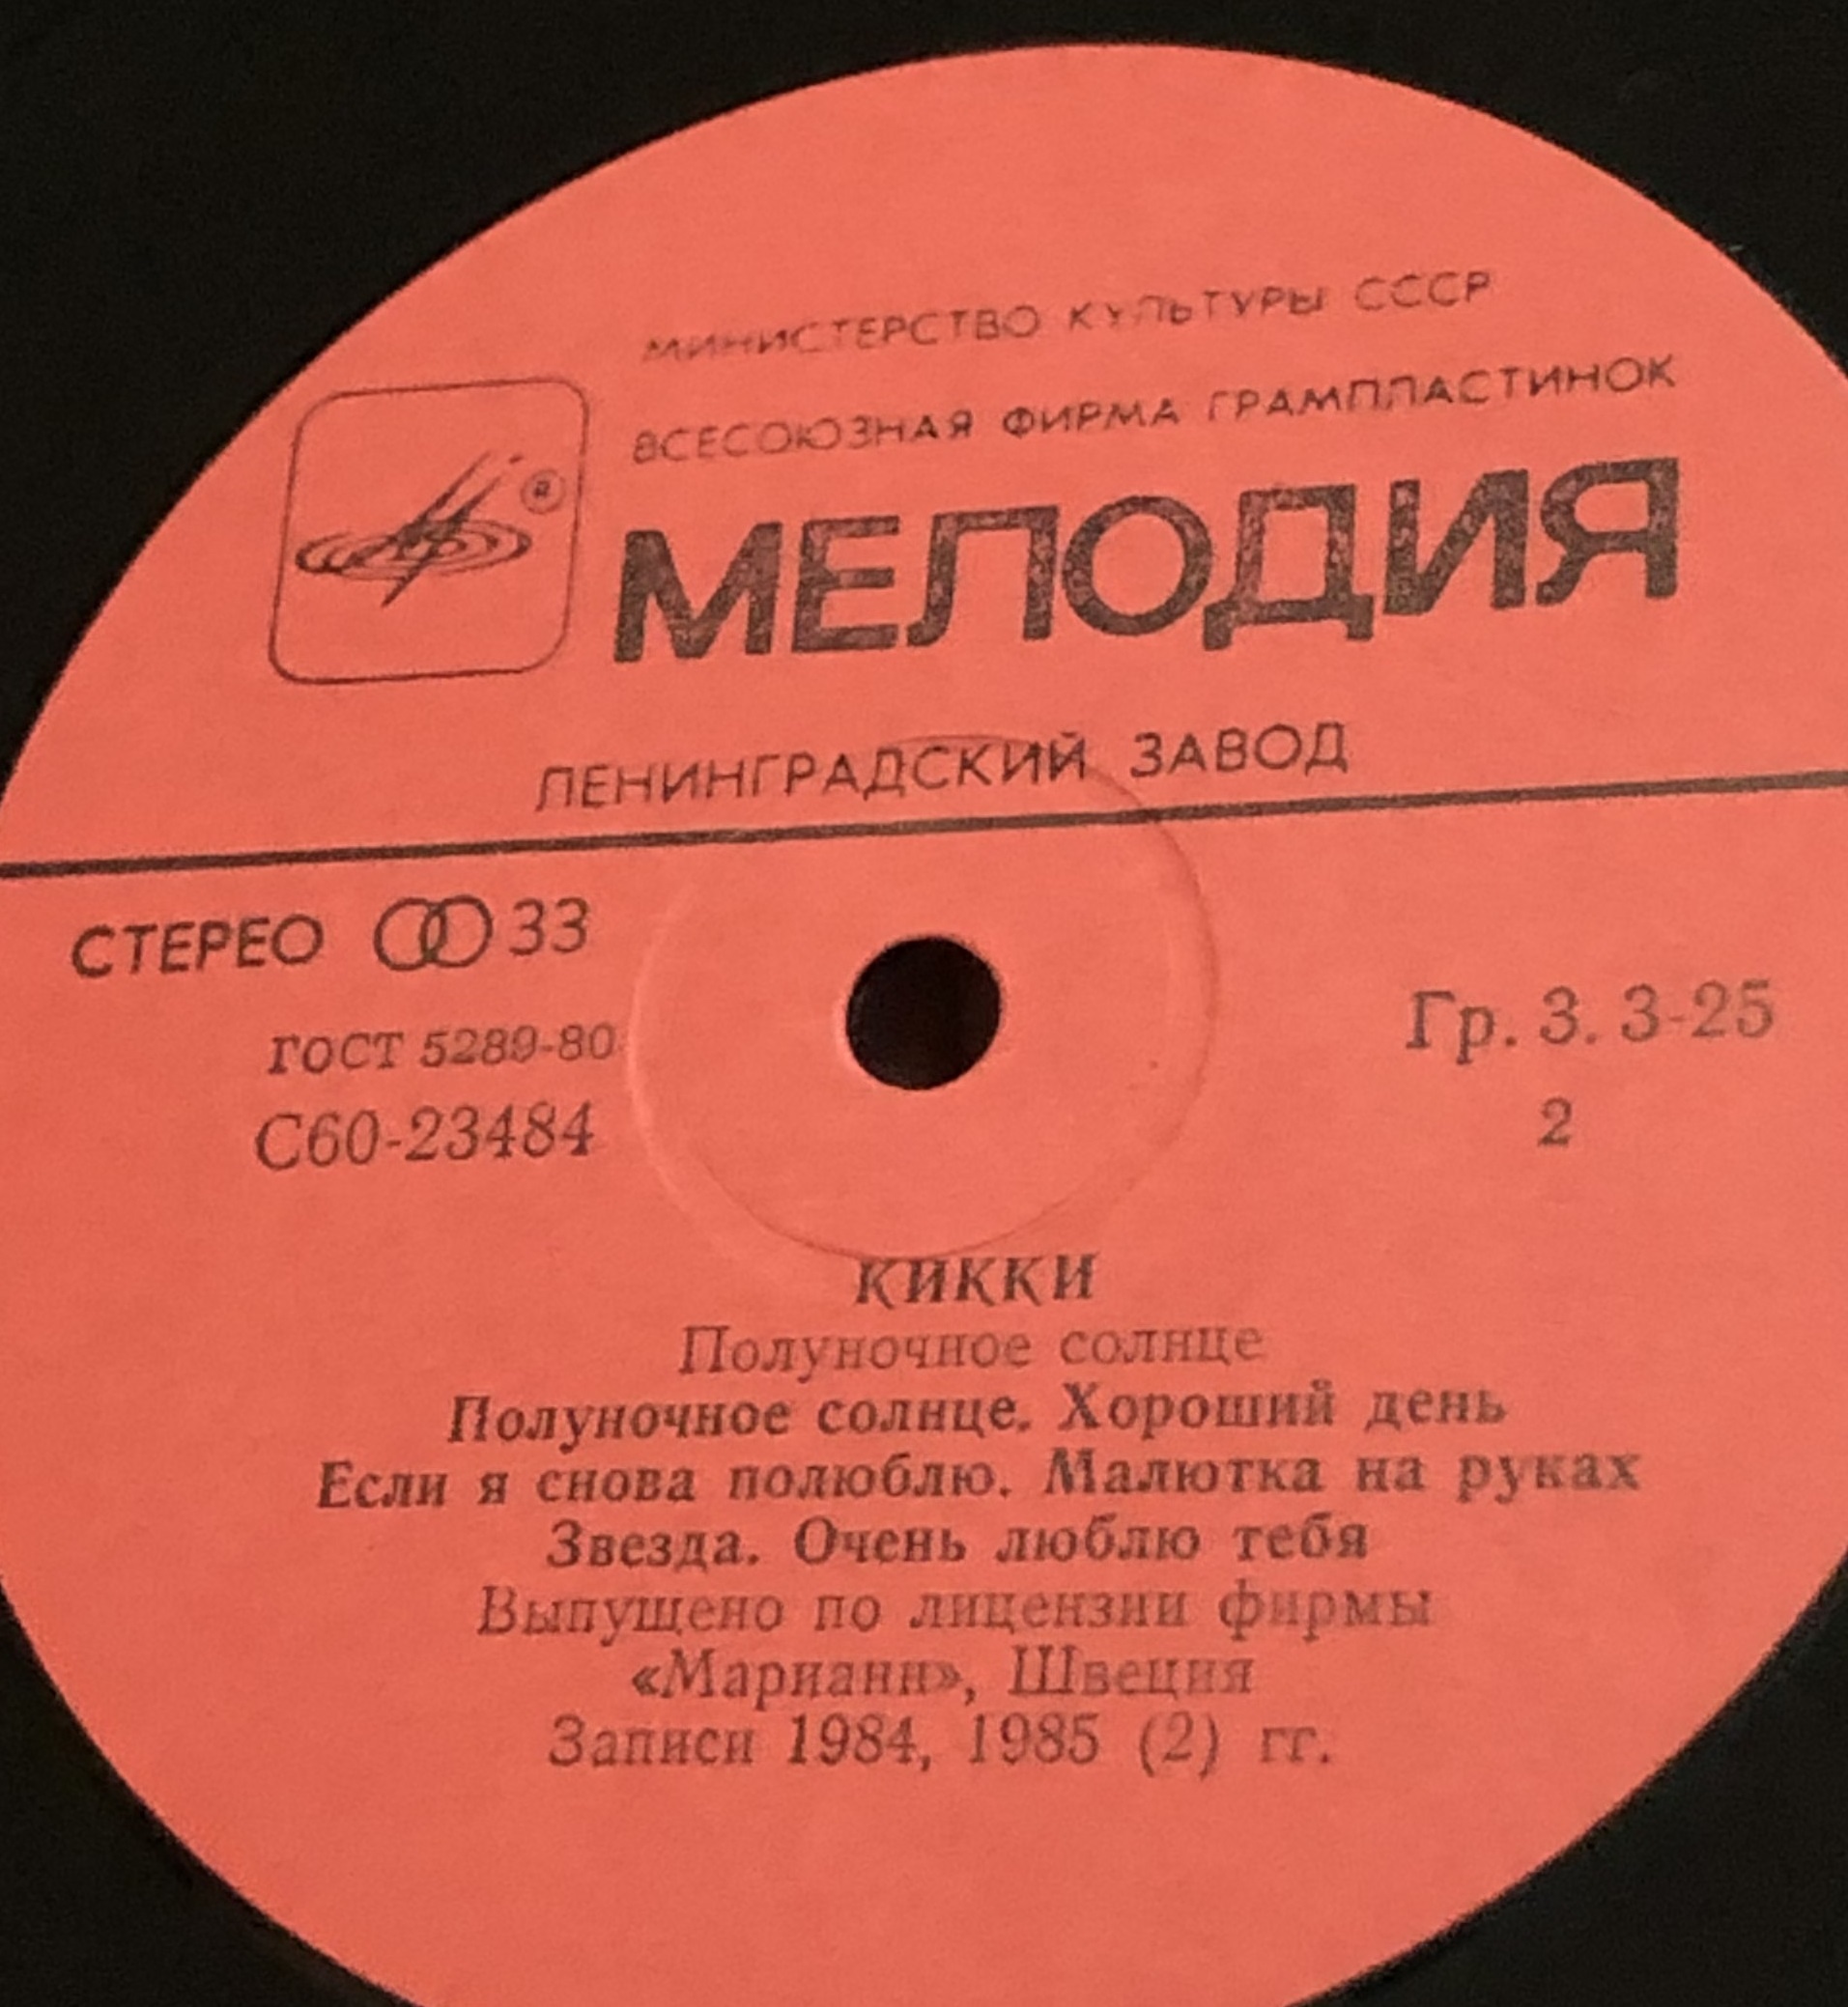 МИНИСТЕРСТВО КУЛЬТУРЫ СССР
ВСЕСОЮЗНАЯ ФИРМА ГРАМПЛАСТИНОК
МЕЛОДИЯ
ЛЕНИНГРАДСКИЙ ЗАВОД
СТЕРЕО 33
ГОСТ 5289-80
С60-23484
Гр. 3. 3-25
2
КИККИ
Полуночное солнце
Полуночное солнце. Хороший день
Если я снова полюблю. Малютка на руках
Звезда. Очень люблю тебя
Выпущено по лицензии фирмы
«Марианн», Швеция
Записи 1984, 1985 (2) гг.